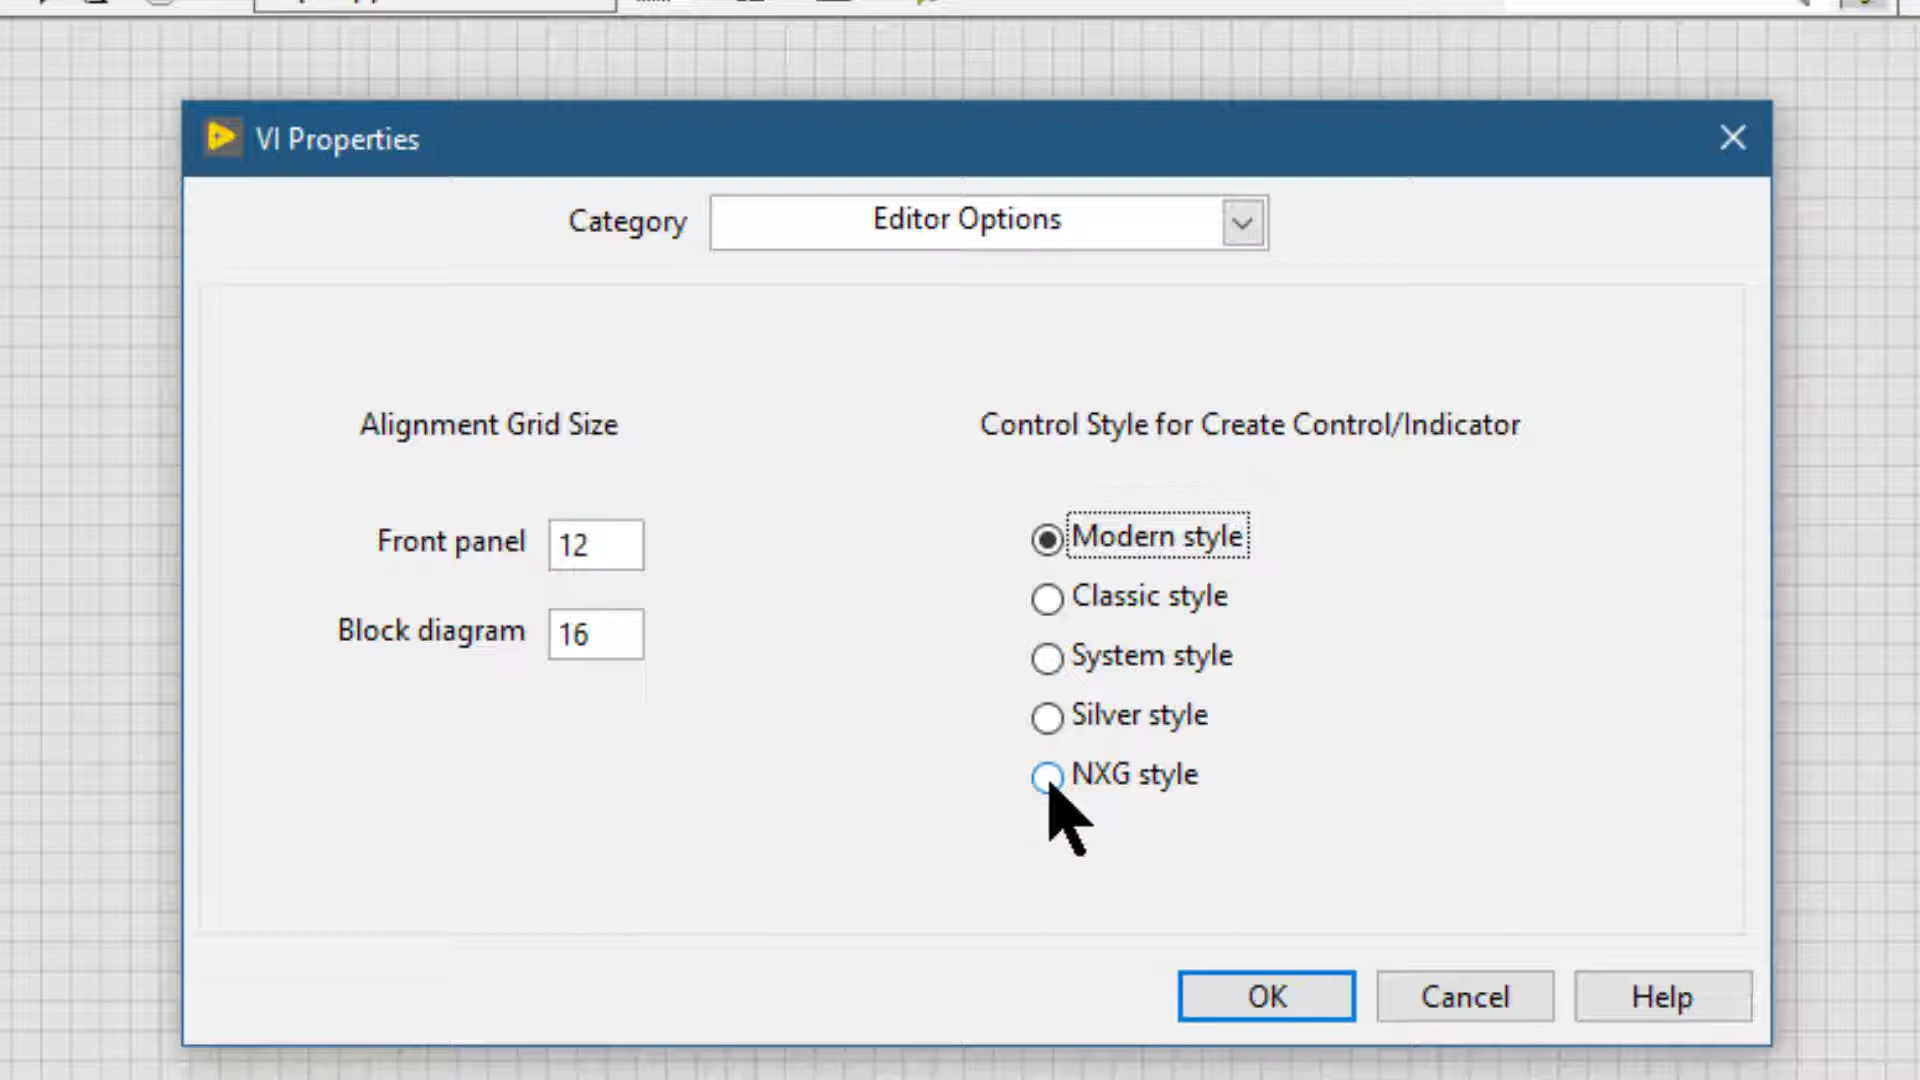 VI Properties
Category
Editor Options
Alignment Grid Size
Control Style for Create Control/Indicator
Front panel 12
Block diagram 16
Modern style
Classic style
System style
Silver style
NXG style
OK Cancel Help